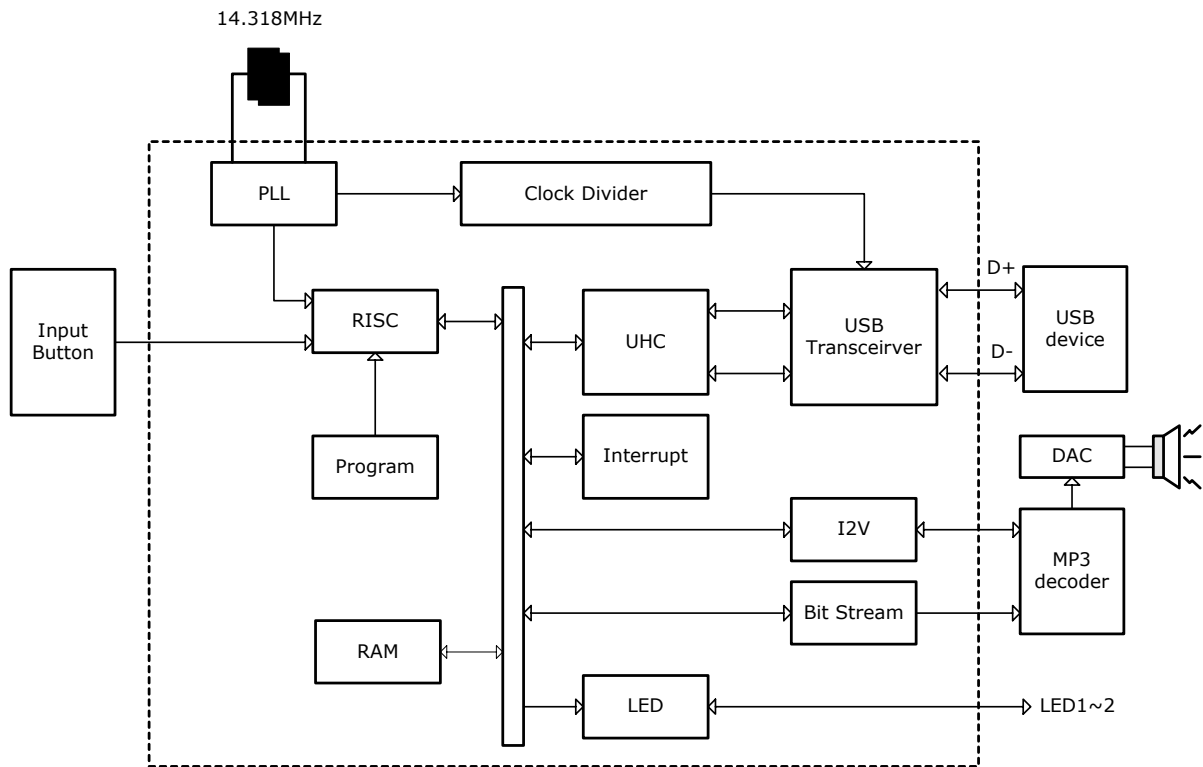 14.318MHz
PLL
Clock Divider
Input
Button
RISC
UHC
USB
Transceirver
D+
D-
USB
device
Program
Interrupt
DAC
I2V
MP3
decoder
Bit Stream
RAM
LED
LED1~2